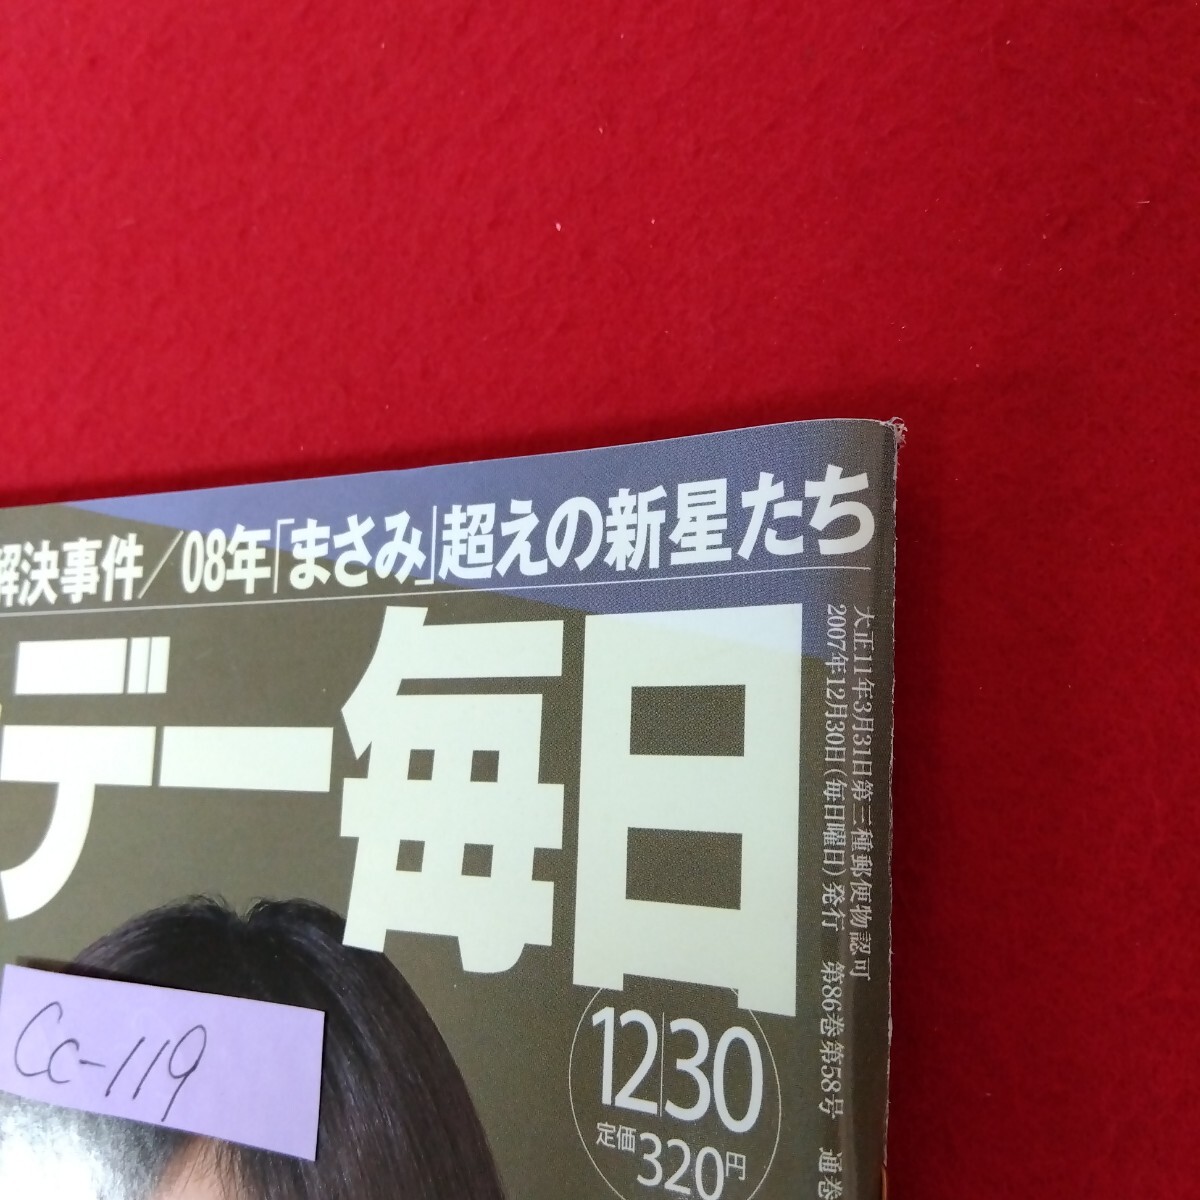 解決事件/08年「まさみ」超えの新星たち
デー毎日
大正11年3月31日第三種郵便物認可
2007年12月30日(毎日曜日)発行 第86巻第58号 通巻
12|30
定価320円
Cc-119